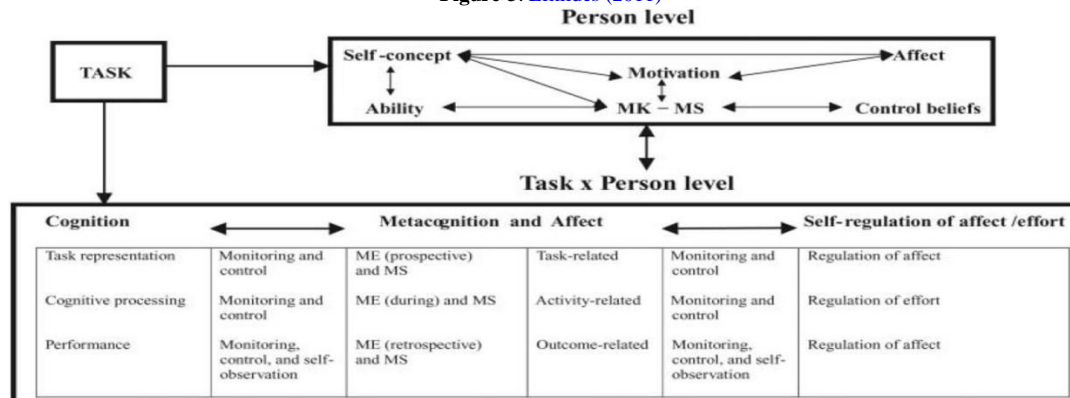 Person level
TASK
Self-concept
Affect
Motivation
Ability
MK – MS
Control beliefs
Task x Person level
Cognition
Metacognition and Affect
Self-regulation of affect /effort
Task representation
Monitoring and
control
ME (prospective)
and MS
Task-related
Monitoring and
control
Regulation of affect
Cognitive processing
Monitoring and
control
ME (during) and MS
Activity-related
Monitoring and
control
Regulation of effort
Performance
Monitoring,
control, and self-
observation
ME (retrospective)
and MS
Outcome-related
Monitoring,
control, and self-
observation
Regulation of affect